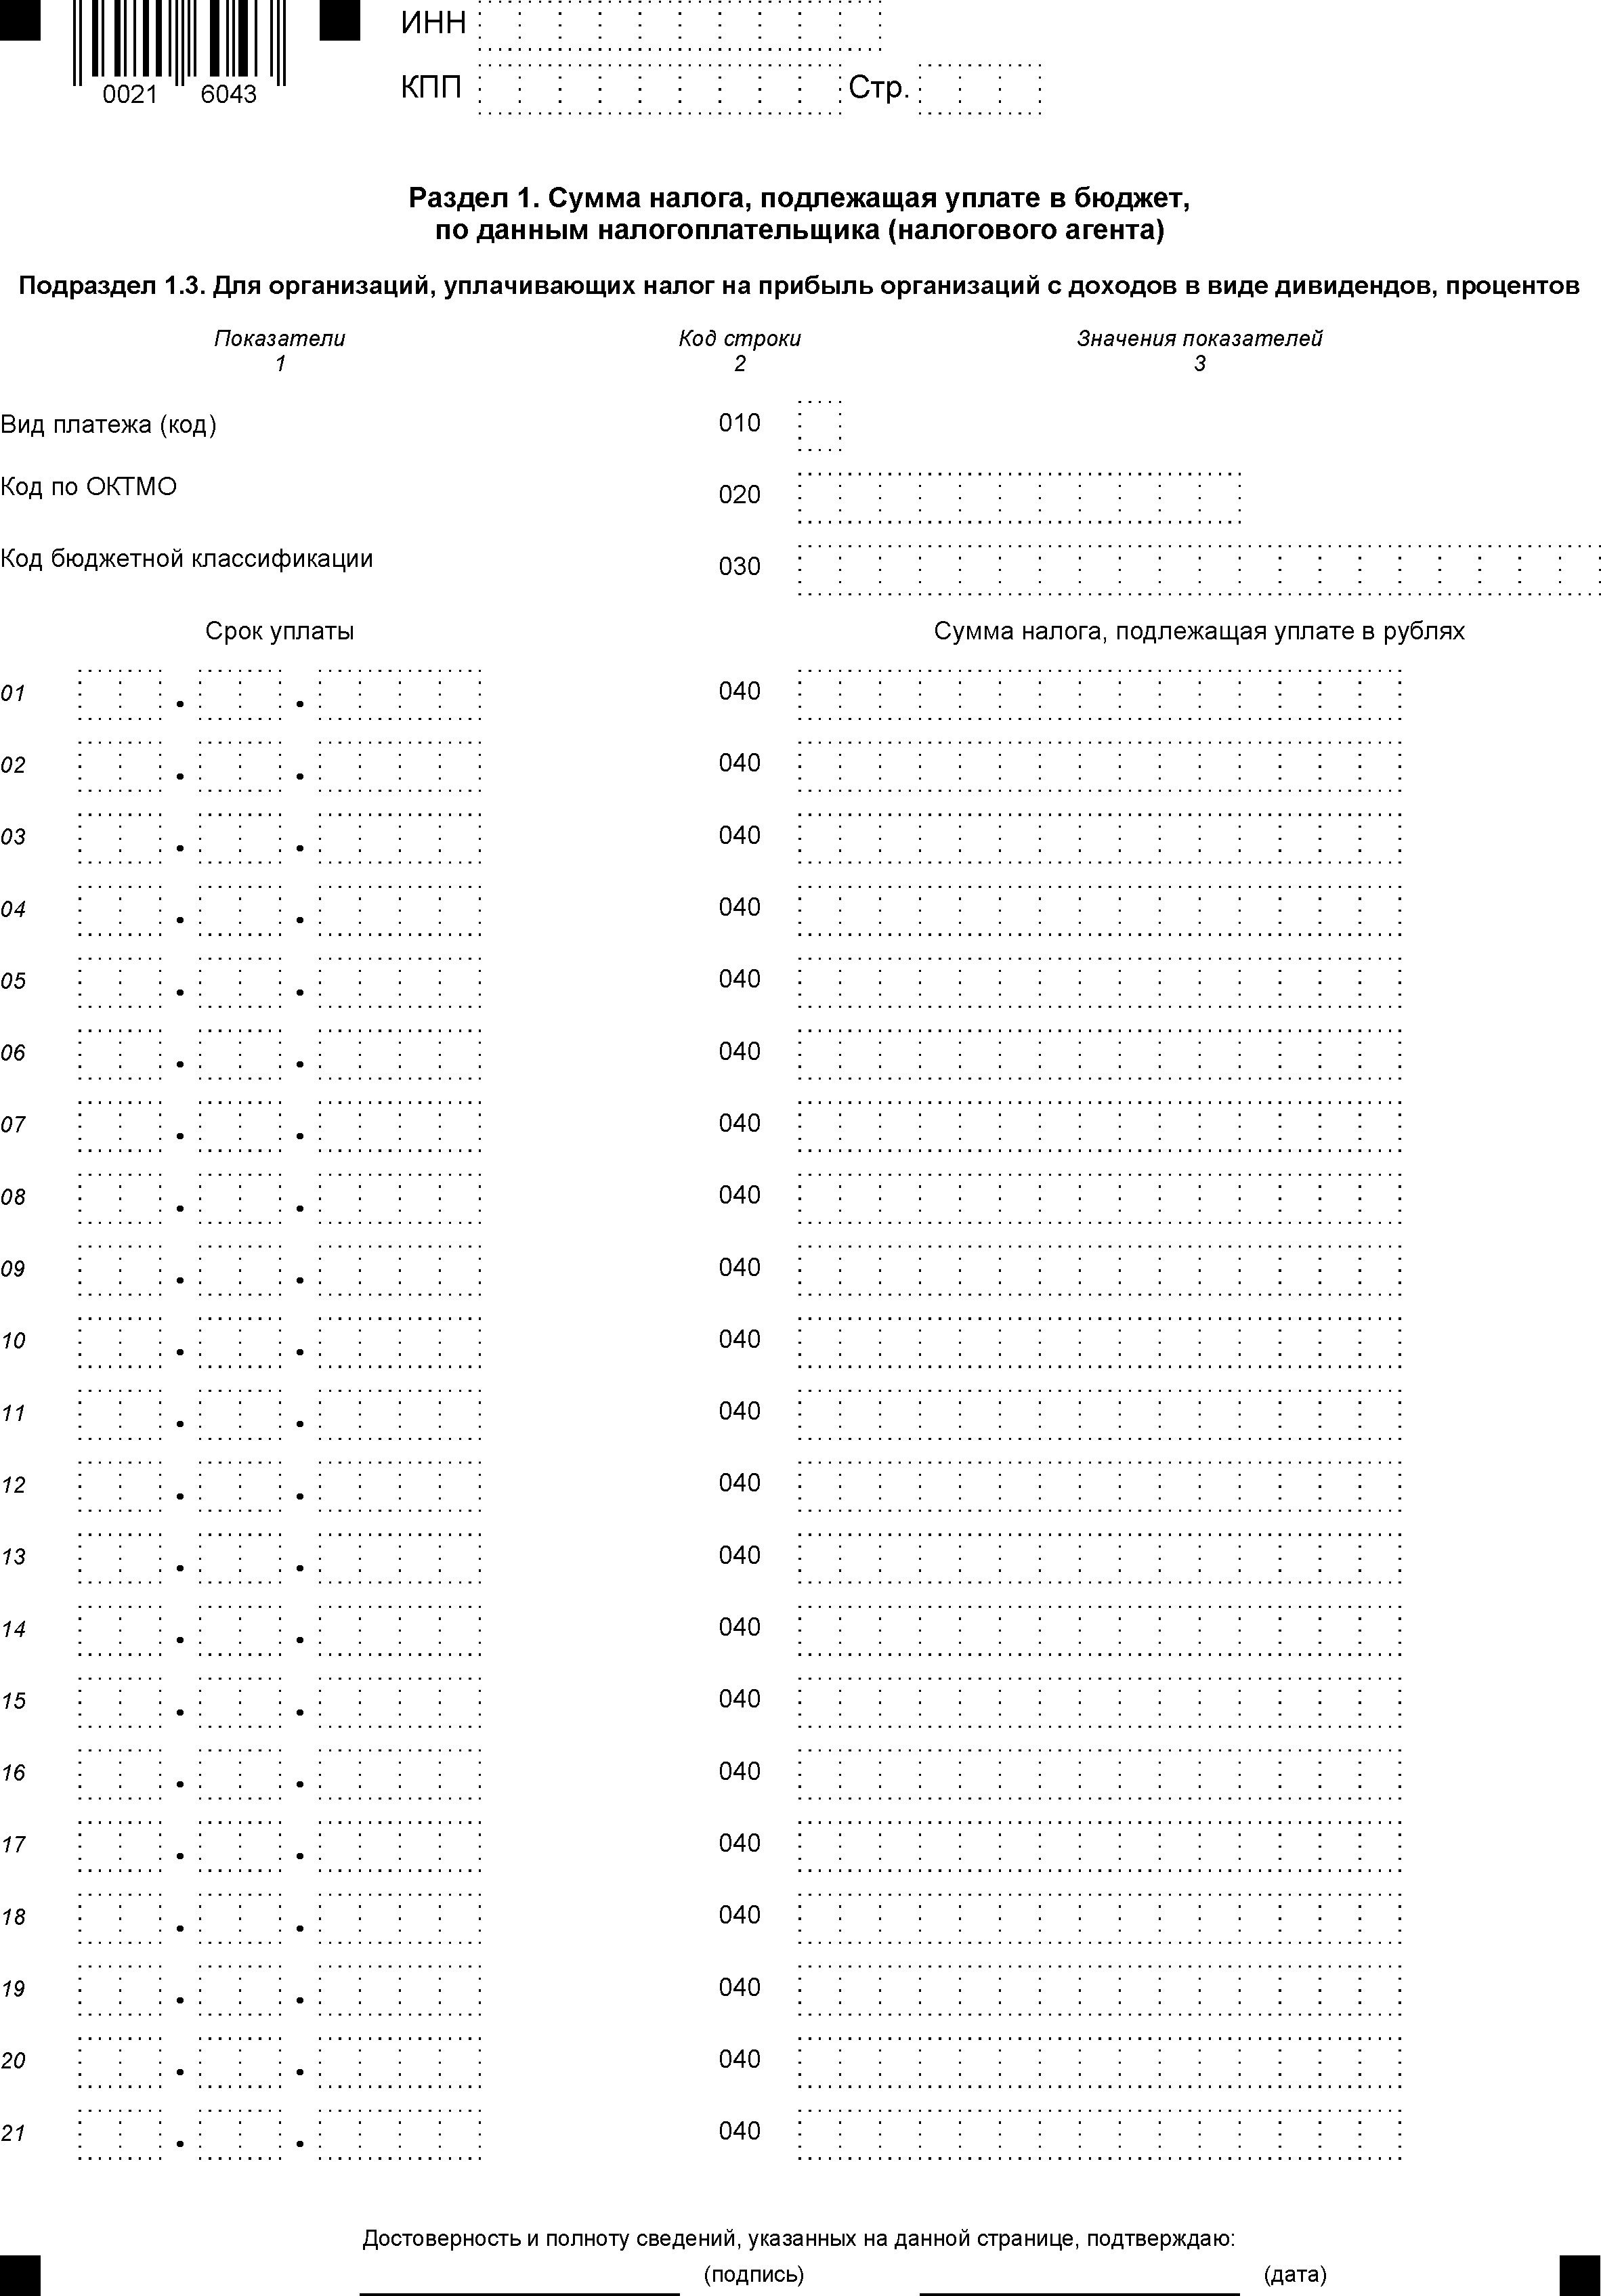 ИНН
0021 6043
КПП Стр.
Раздел 1. Сумма налога, подлежащая уплате в бюджет,
по данным налогоплательщика (налогового агента)
Подраздел 1.3. Для организаций, уплачивающих налог на прибыль организаций с доходов в виде дивидендов, процентов
Показатели Код строки Значения показателей
1 2 3
Вид платежа (код) 010
Код по ОКТМО 020
Код бюджетной классификации 030
Срок уплаты Сумма налога, подлежащая уплате в рублях
01 . . 040
02 . . 040
03 . . 040
04 . . 040
05 . . 040
06 . . 040
07 . . 040
08 . . 040
09 . . 040
10 . . 040
11 . . 040
12 . . 040
13 . . 040
14 . . 040
15 . . 040
16 . . 040
17 . . 040
18 . . 040
19 . . 040
20 . . 040
21 . . 040
Достоверность и полноту сведений, указанных на данной странице, подтверждаю:
(подпись) (дата)